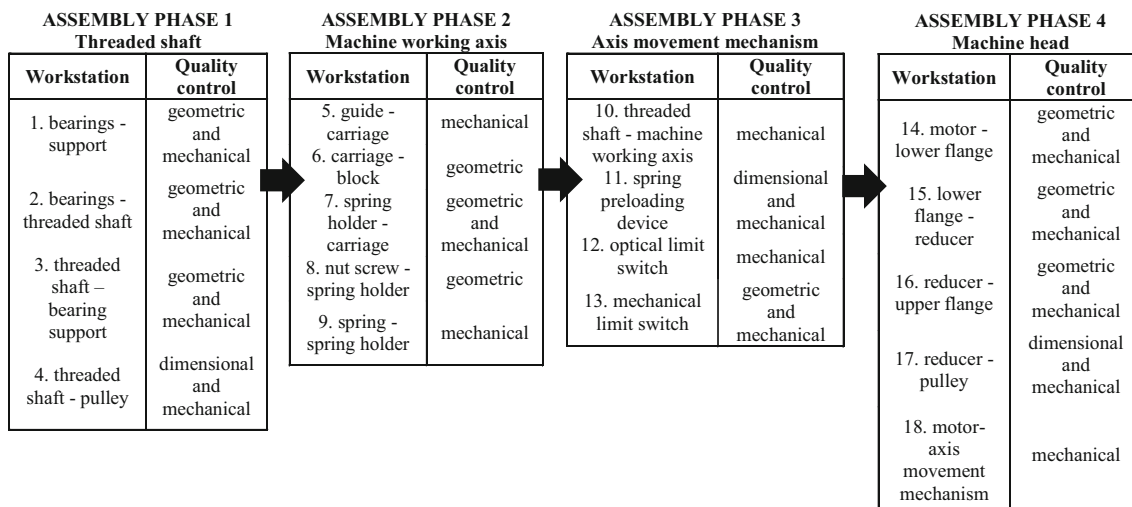 ASSEMBLY PHASE 1
Threaded shaft
Workstation
Quality
control
1. bearings -
support
geometric
and
mechanical
2. bearings -
threaded shaft
geometric
and
mechanical
3. threaded
shaft –
bearing
support
geometric
and
mechanical
4. threaded
shaft - pulley
dimensional
and
mechanical
ASSEMBLY PHASE 2
Machine working axis
Workstation
Quality
control
5. guide -
carriage
mechanical
6. carriage -
block
geometric
7. spring
holder -
carriage
geometric
and
mechanical
8. nut screw -
spring holder
geometric
9. spring -
spring holder
mechanical
ASSEMBLY PHASE 3
Axis movement mechanism
Workstation
Quality
control
10. threaded
shaft - machine
working axis
mechanical
11. spring
preloading
device
dimensional
and
mechanical
12. optical limit
switch
mechanical
13. mechanical
limit switch
geometric
and
mechanical
ASSEMBLY PHASE 4
Machine head
Workstation
Quality
control
14. motor -
lower flange
geometric
and
mechanical
15. lower
flange -
reducer
geometric
and
mechanical
16. reducer -
upper flange
geometric
and
mechanical
17. reducer -
pulley
dimensional
and
mechanical
18. motor-
axis
movement
mechanism
mechanical